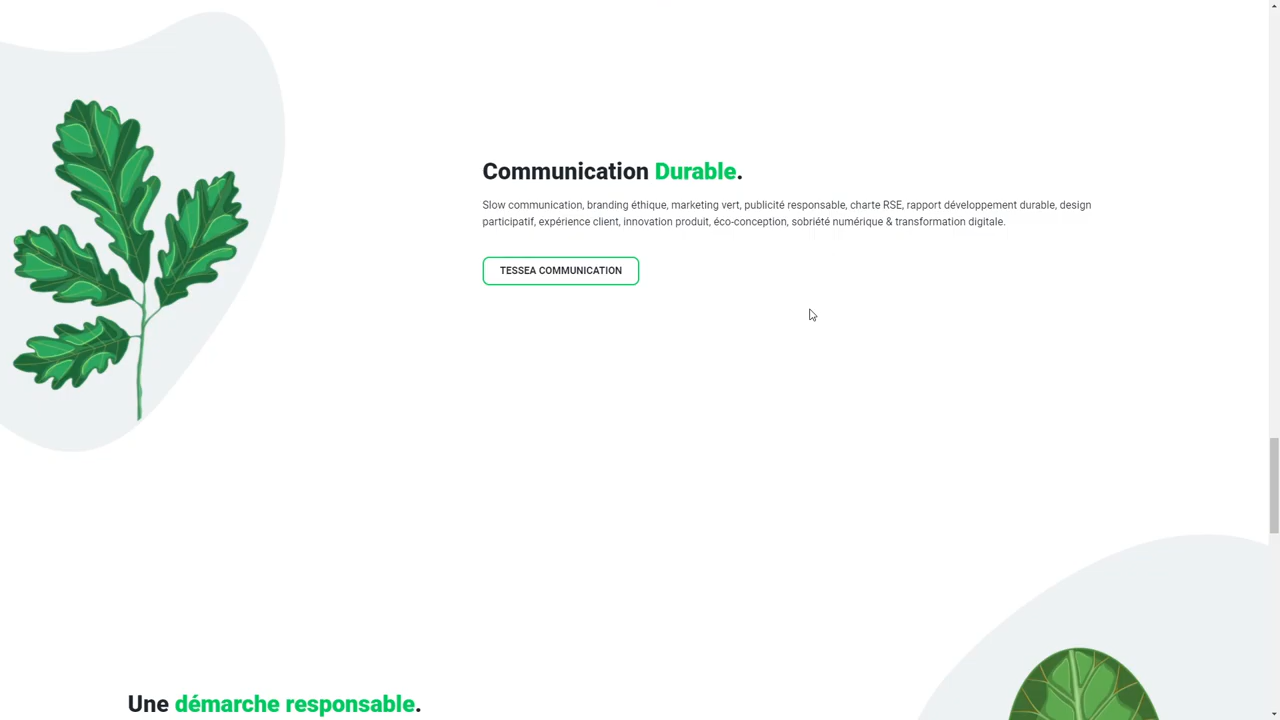 Communication Durable.
Slow communication, branding éthique, marketing vert, publicité responsable, charte RSE, rapport développement durable, design
participatif, expérience client, innovation produit, éco-conception, sobriété numérique & transformation digitale.
TESSEA COMMUNICATION
Une démarche responsable.